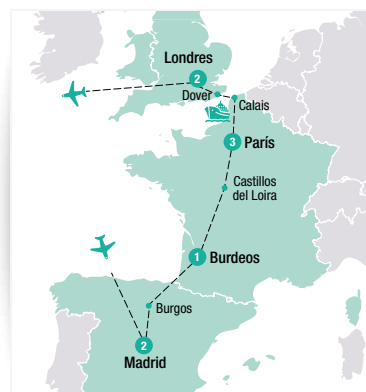 Londres
2
Dover
Calais
3 París
Castillos
del Loira
1 Burdeos
Burgos
2
Madrid